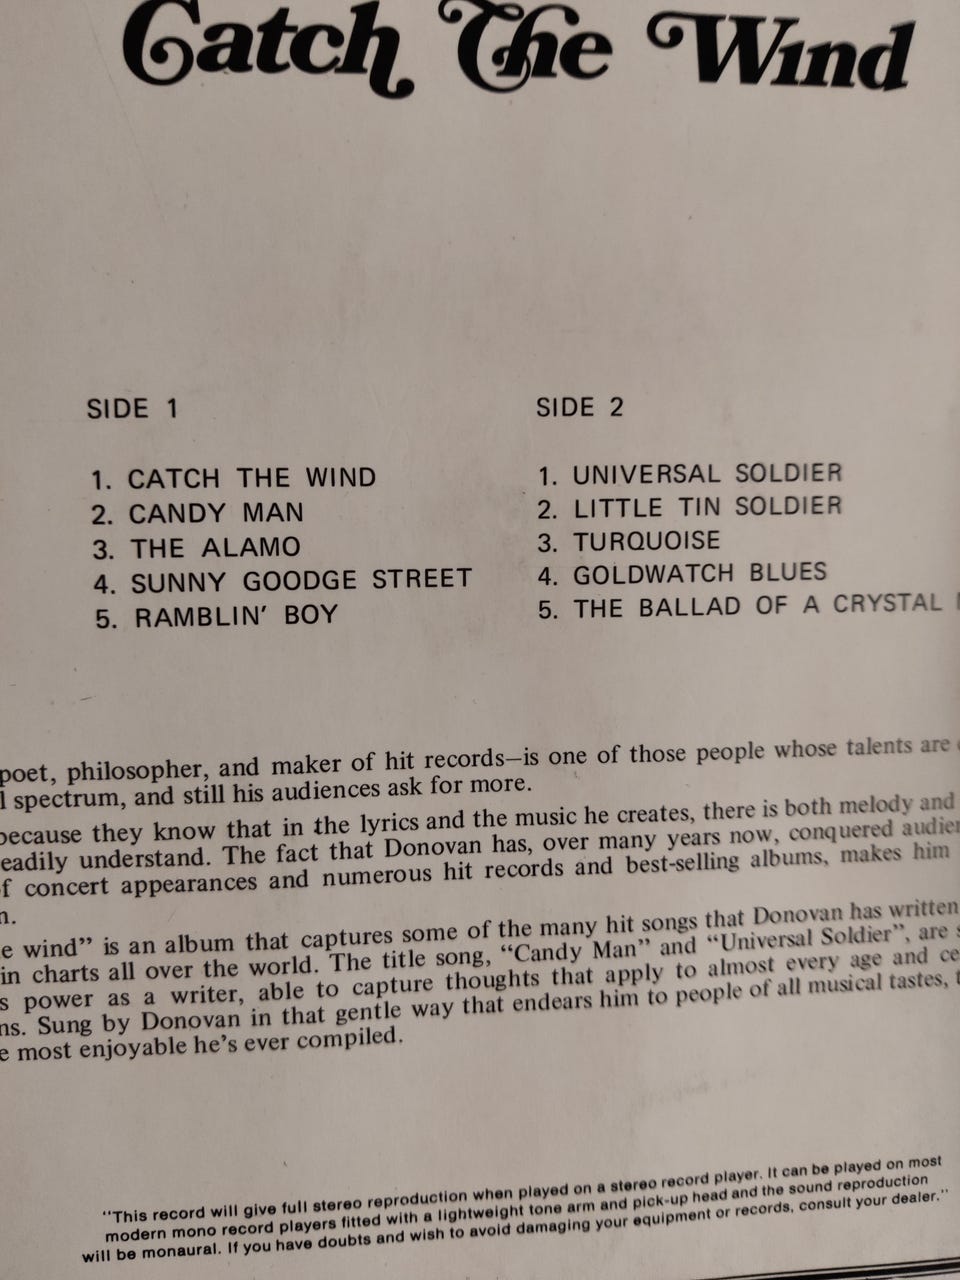 Catch The Wind
SIDE 1
1. CATCH THE WIND
2. CANDY MAN
3. THE ALAMO
4. SUNNY GOODGE STREET
5. RAMBLIN' BOY
SIDE 2
1. UNIVERSAL SOLDIER
2. LITTLE TIN SOLDIER
3. TURQUOISE
4. GOLDWATCH BLUES
5. THE BALLAD OF A CRYSTAL
poet, philosopher, and maker of hit records—is one of those people whose talents are
spectrum, and still his audiences ask for more.
because they know that in the lyrics and the music he creates, there is both melody and
eadily understand. The fact that Donovan has, over many years now, conquered audien
f concert appearances and numerous hit records and best-selling albums, makes him
n.
e wind” is an album that captures some of the many hit songs that Donovan has written
in charts all over the world. The title song, “Candy Man” and “Universal Soldier”, are
s power as a writer, able to capture thoughts that apply to almost every age and ce
ns. Sung by Donovan in that gentle way that endears him to people of all musical tastes,
e most enjoyable he’s ever compiled.
“This record will give full stereo reproduction when played on a stereo record player. It can be played on most
modern mono record players fitted with a lightweight tone arm and pick-up head and the sound reproduction
will be monaural. If you have doubts and wish to avoid damaging your equipment or records, consult your dealer.”